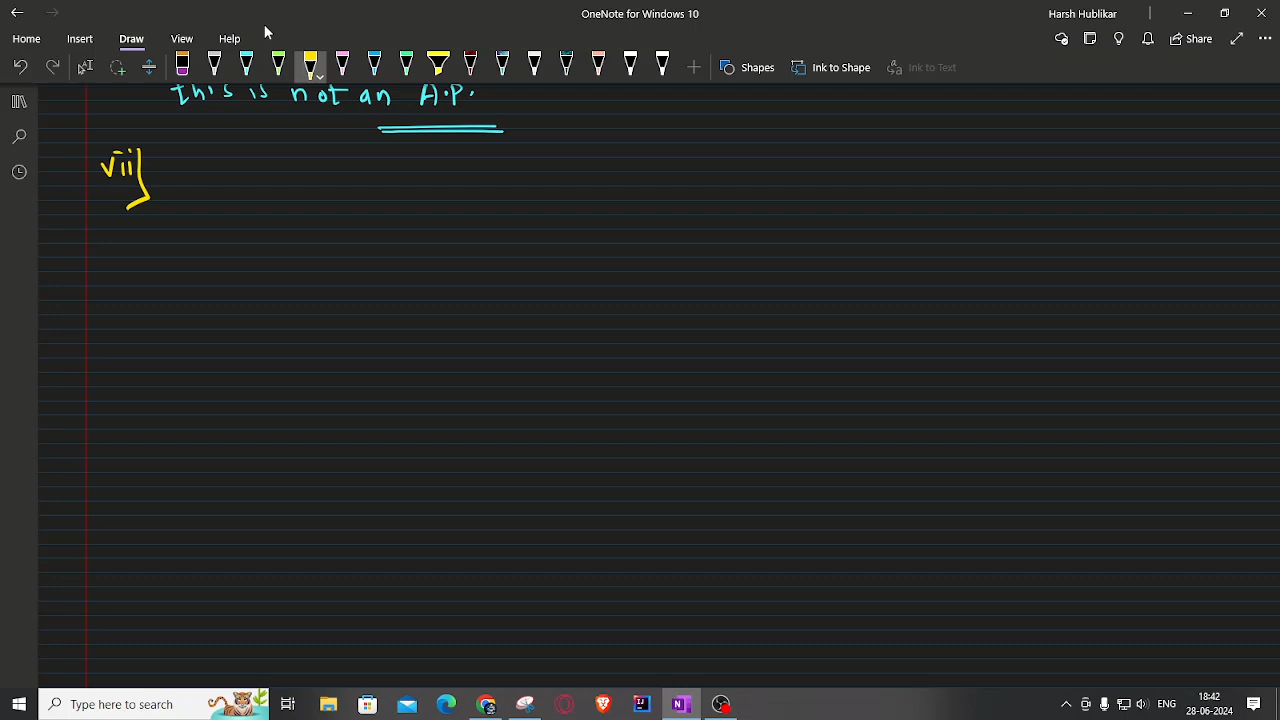 OneNote for Windows 10
Harsh Hublikar
Home Insert Draw View Help
Share
Shapes Ink to Shape Ink to Text
this is not an A.P.
vii
Type here to search
ENG
18:42
28-06-2024